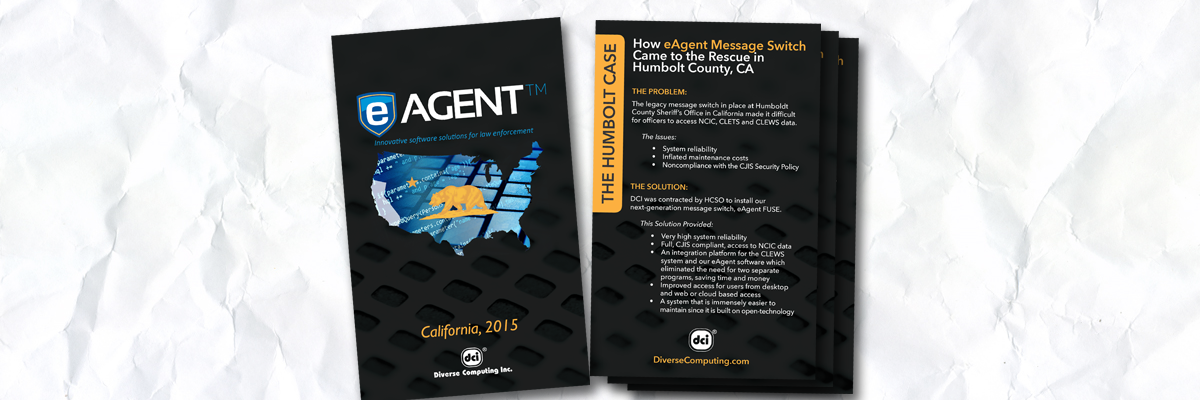 e AGENT™
Innovative software solutions for law enforcement
California, 2015
dci®
Diverse Computing Inc.
THE HUMBOLT CASE
How eAgent Message Switch
Came to the Rescue in
Humbolt County, CA
THE PROBLEM:
The legacy message switch in place at Humboldt
County Sheriff's Office in California made it difficult
for officers to access NCIC, CLETS and CLEWS data.
The Issues:
• System reliability
• Inflated maintenance costs
• Noncompliance with the CJIS Security Policy
THE SOLUTION:
DCI was contracted by HCSO to install our
next-generation message switch, eAgent FUSE.
This Solution Provided:
• Very high system reliability
• Full, CJIS compliant, access to NCIC data
• An integration platform for the CLEWS
system and our eAgent software which
eliminated the need for two separate
programs, saving time and money
• Improved access for users from desktop
and web or cloud based access
• A system that is immensely easier to
maintain since it is built on open-technology
dci®
DiverseComputing.com